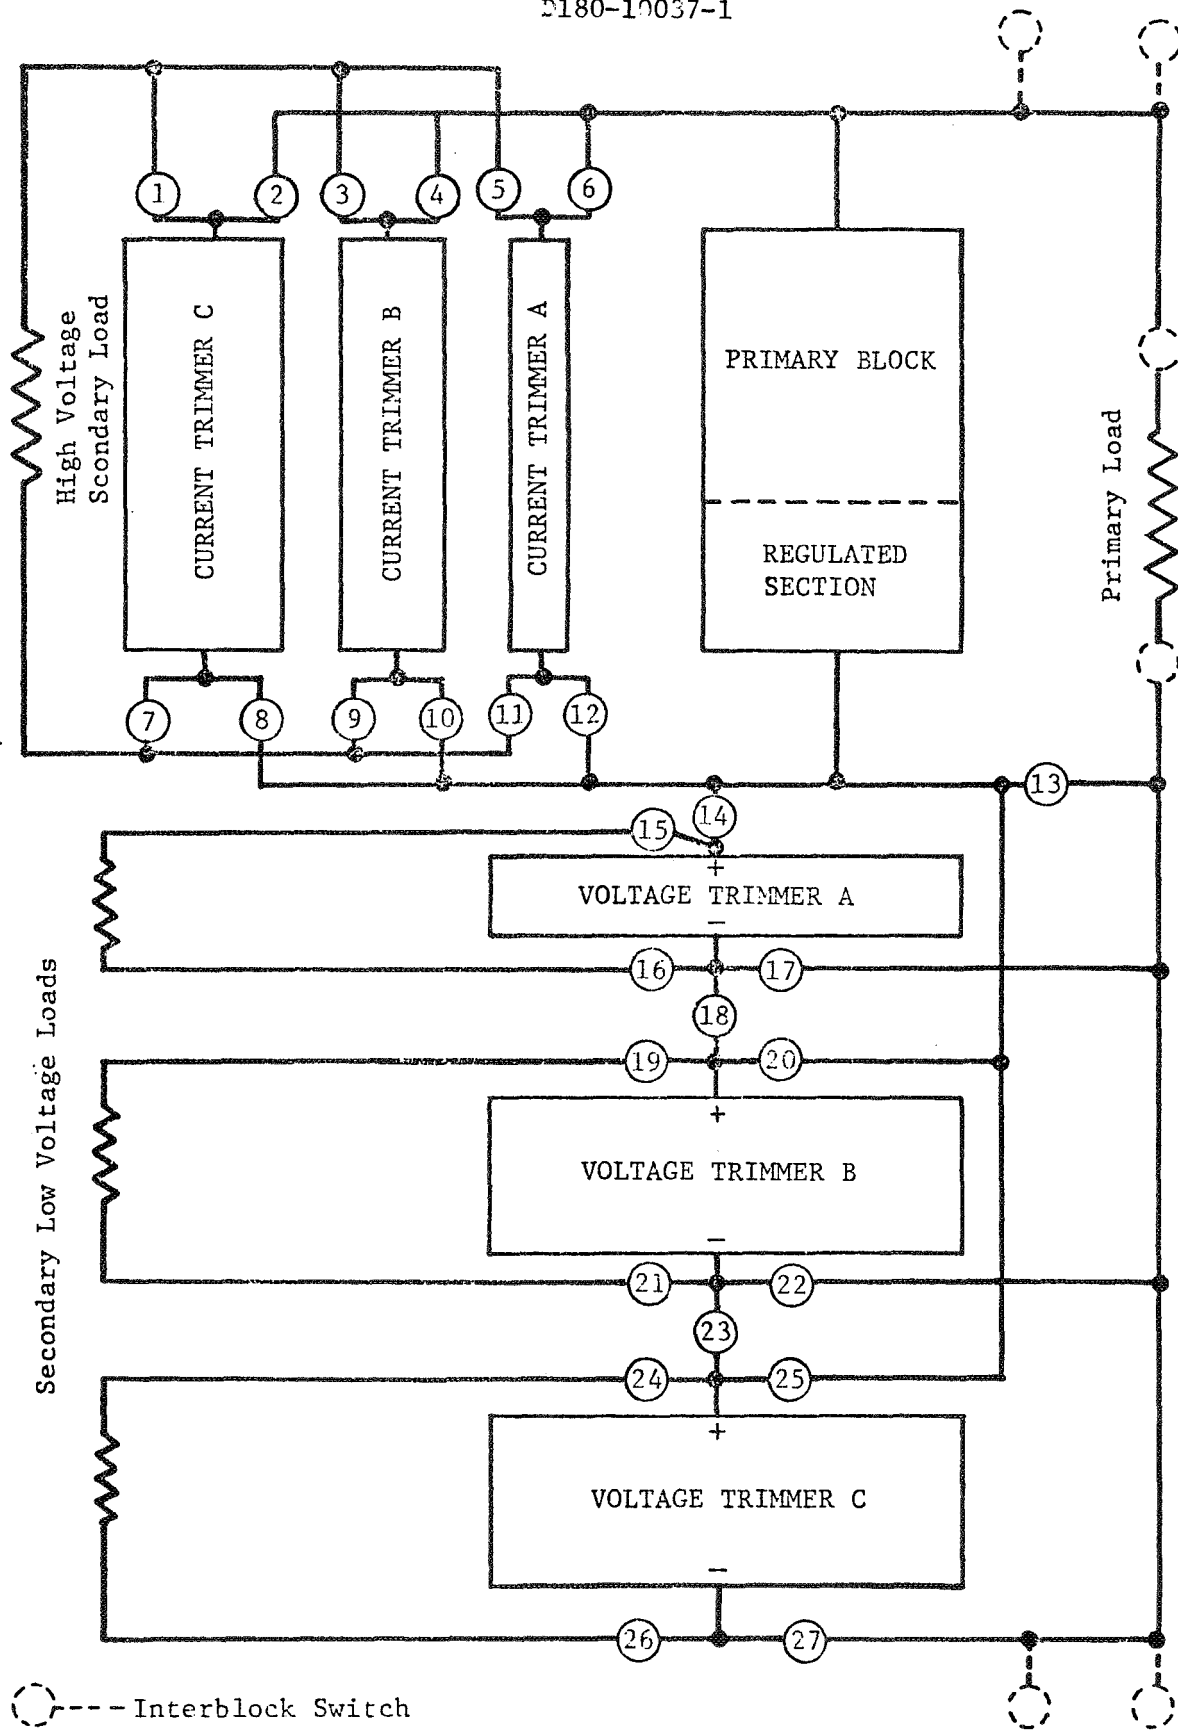 D180-10037-1
1 2 3 4 5 6
High Voltage
Scondary Load
CURRENT TRIMMER C
CURRENT TRIMMER B
CURRENT TRIMMER A
PRIMARY BLOCK
REGULATED
SECTION
Primary Load
7 8 9 10 11 12
13
14
15
+
VOLTAGE TRIMMER A
−
16 17
18
Secondary Low Voltage Loads
19 20
+
VOLTAGE TRIMMER B
−
21 22
23
24 25
+
VOLTAGE TRIMMER C
−
26 27
Interblock Switch